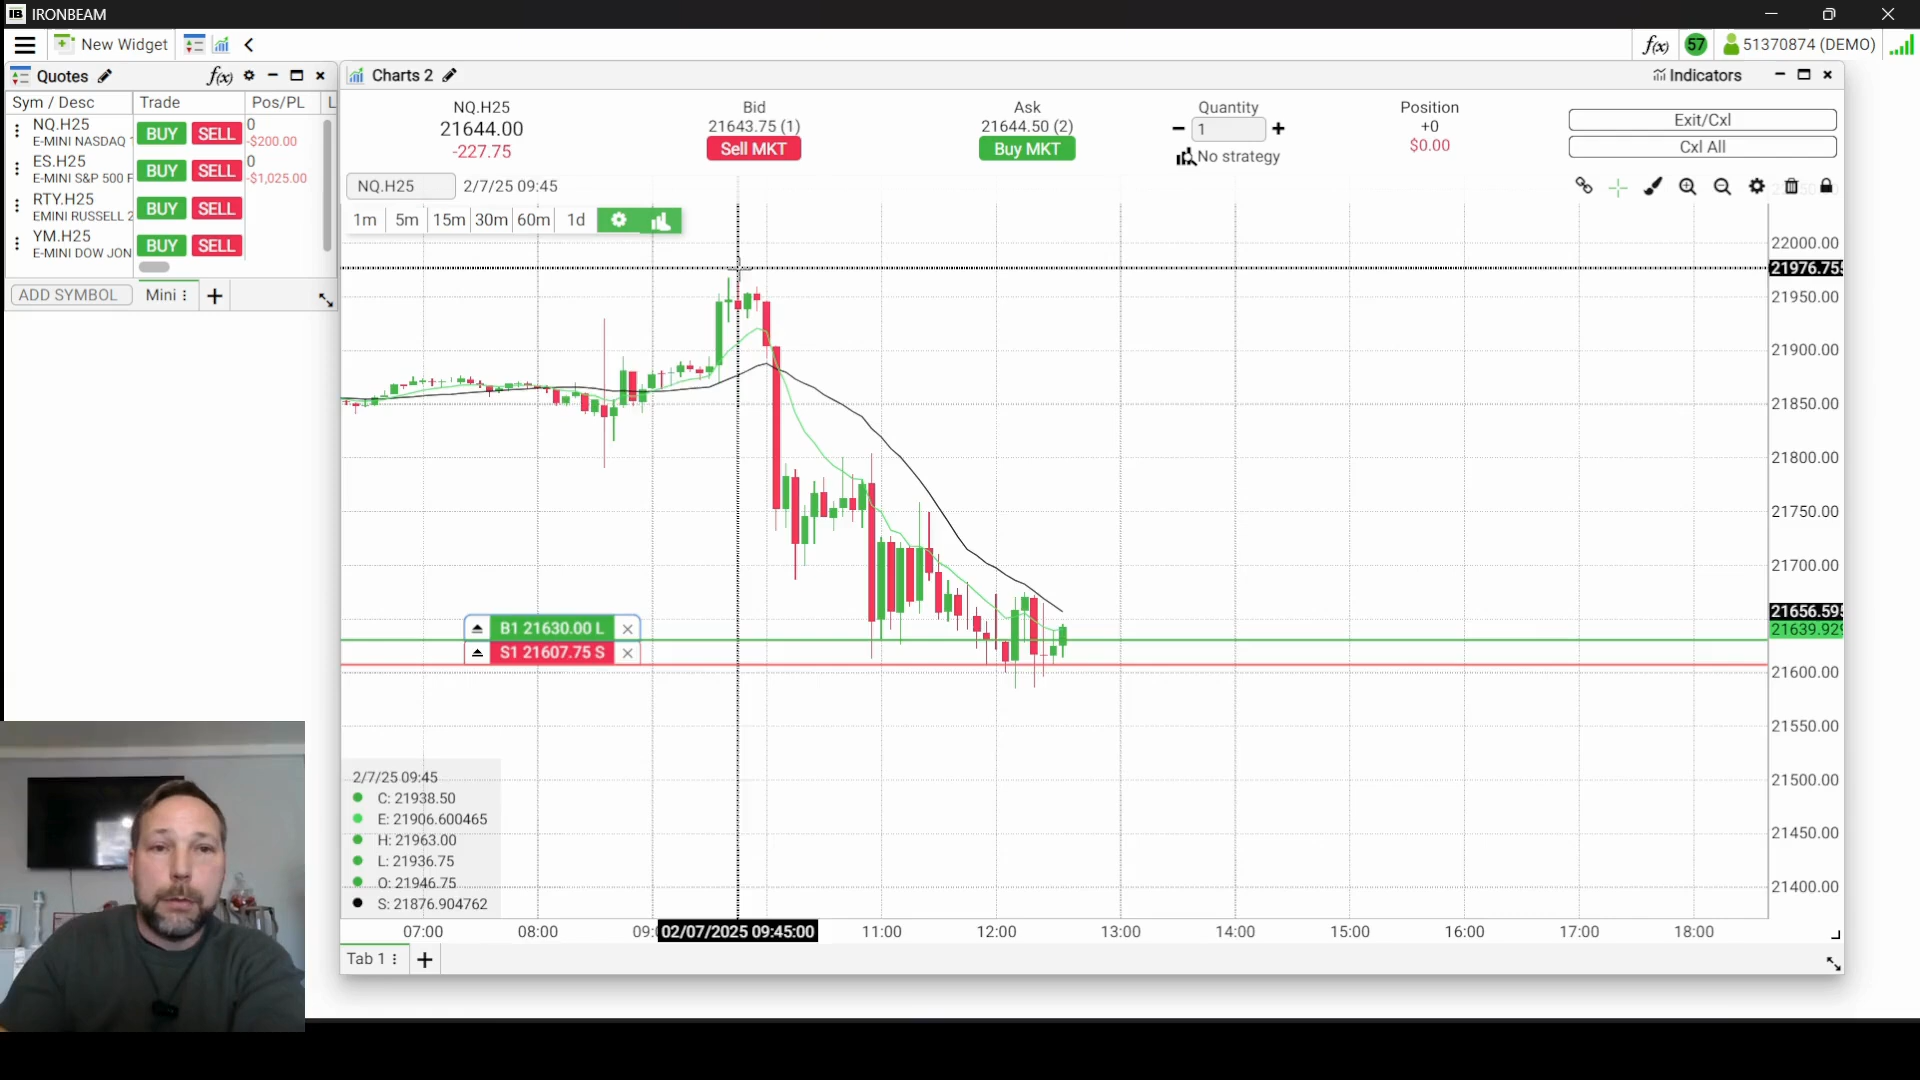 IRONBEAM
New Widget
f(x) 57 51370874 (DEMO)
Quotes f(x)
Sym / Desc Trade Pos/PL L
NQ.H25 BUY SELL 0
E-MINI NASDAQ -$200.00
ES.H25 BUY SELL 0
E-MINI S&P 500 F -$1,025.00
RTY.H25 BUY SELL
EMINI RUSSELL 2
YM.H25 BUY SELL
E-MINI DOW JON
ADD SYMBOL Mini
Charts 2 Indicators
NQ.H25 Bid Ask Quantity Position
21644.00 21643.75 (1) 21644.50 (2) 1 +0
-227.75 Sell MKT Buy MKT No strategy $0.00
Exit/Cxl
Cxl All
NQ.H25 2/7/25 09:45
1m 5m 15m 30m 60m 1d
22000.00
21976.75
21950.00
21900.00
21850.00
21800.00
21750.00
21700.00
21656.595
21639.929
21600.00
21550.00
21500.00
21450.00
21400.00
B1 21630.00 L
S1 21607.75 S
2/7/25 09:45
C: 21938.50
E: 21906.600465
H: 21963.00
L: 21936.75
O: 21946.75
S: 21876.904762
07:00 08:00 09: 02/07/2025 09:45:00 11:00 12:00 13:00 14:00 15:00 16:00 17:00 18:00
Tab 1